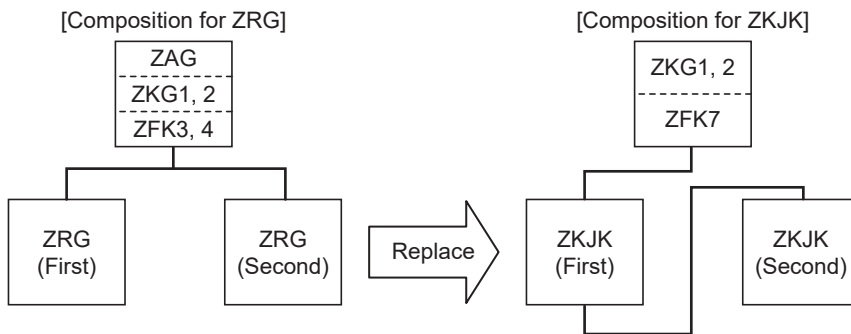 [Composition for ZRG]
ZAG
ZKG1, 2
ZFK3, 4
ZRG
(First)
ZRG
(Second)
Replace
[Composition for ZKJK]
ZKG1, 2
ZFK7
ZKJK
(First)
ZKJK
(Second)